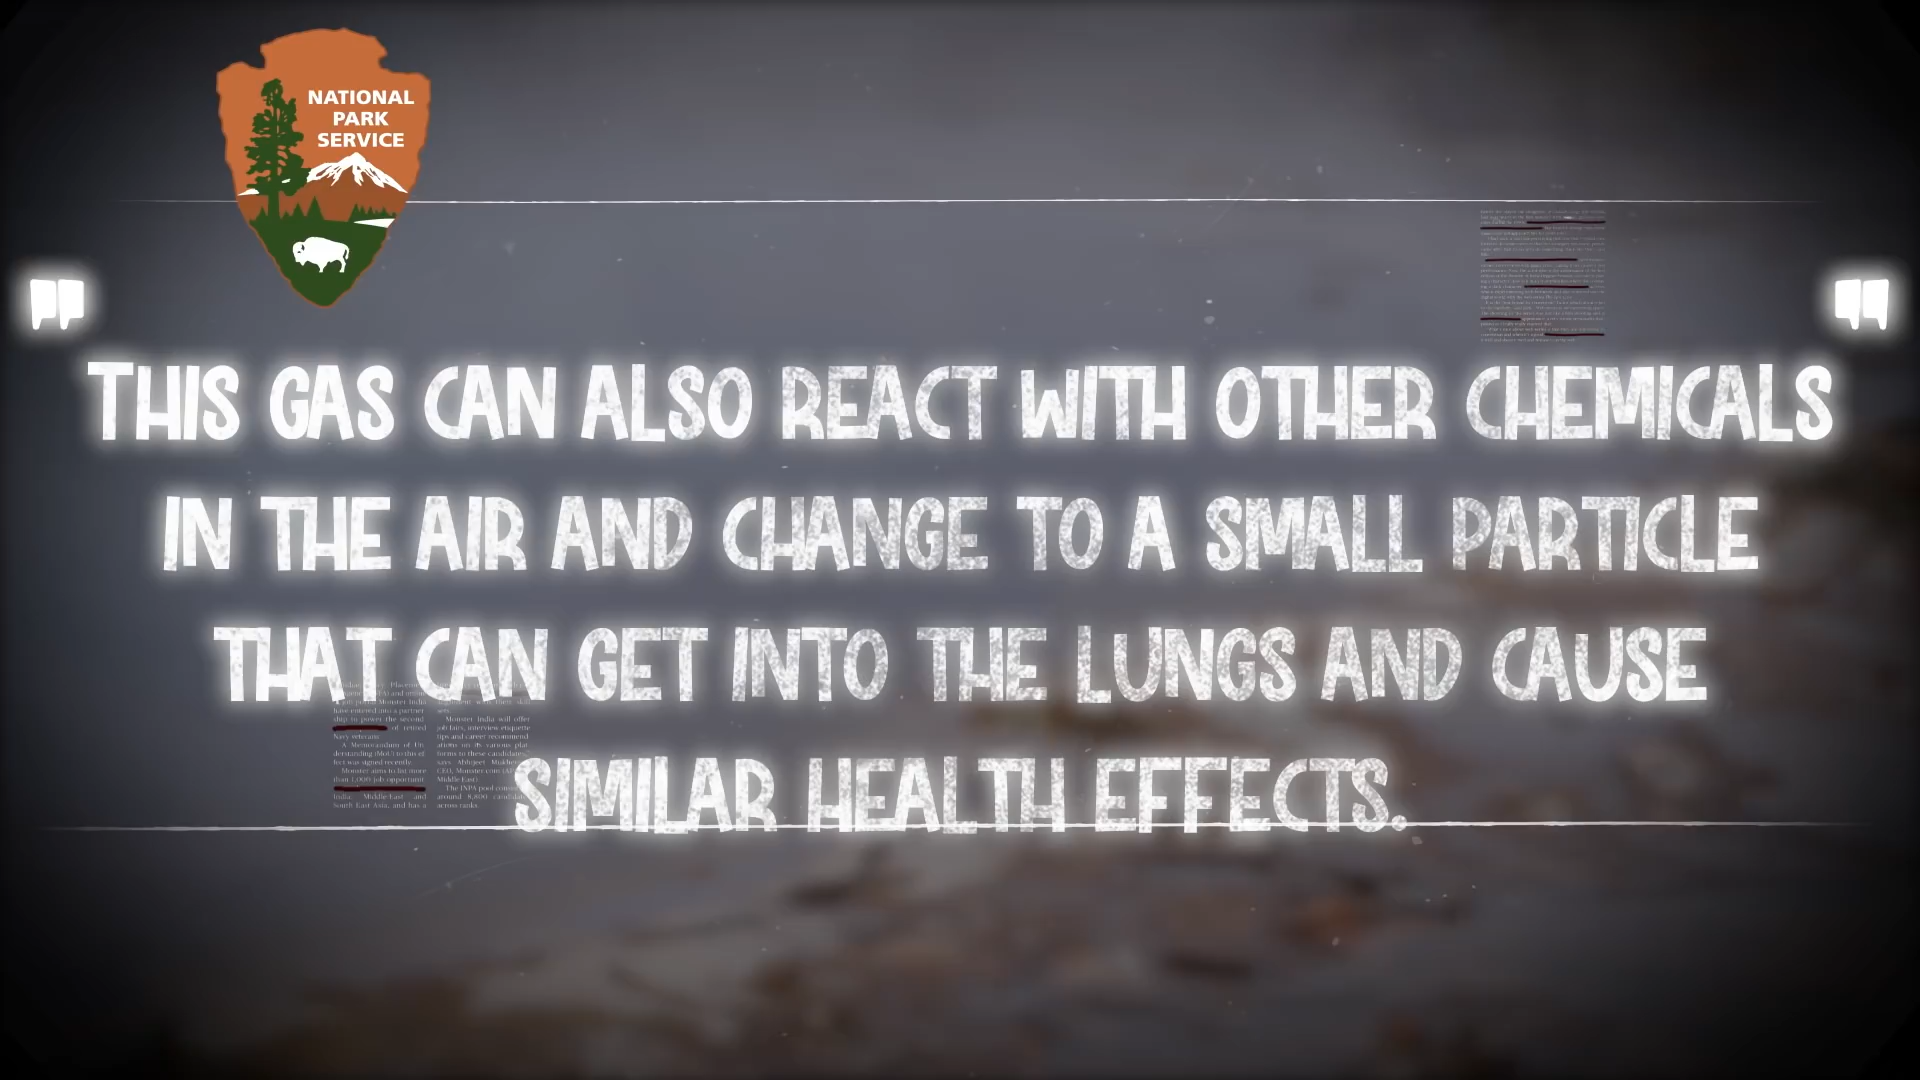 NATIONAL
PARK
SERVICE
"
"
THIS GAS CAN ALSO REACT WITH OTHER CHEMICALS
IN THE AIR AND CHANGE TO A SMALL PARTICLE
THAT CAN GET INTO THE LUNGS AND CAUSE
SIMILAR HEALTH EFFECTS.